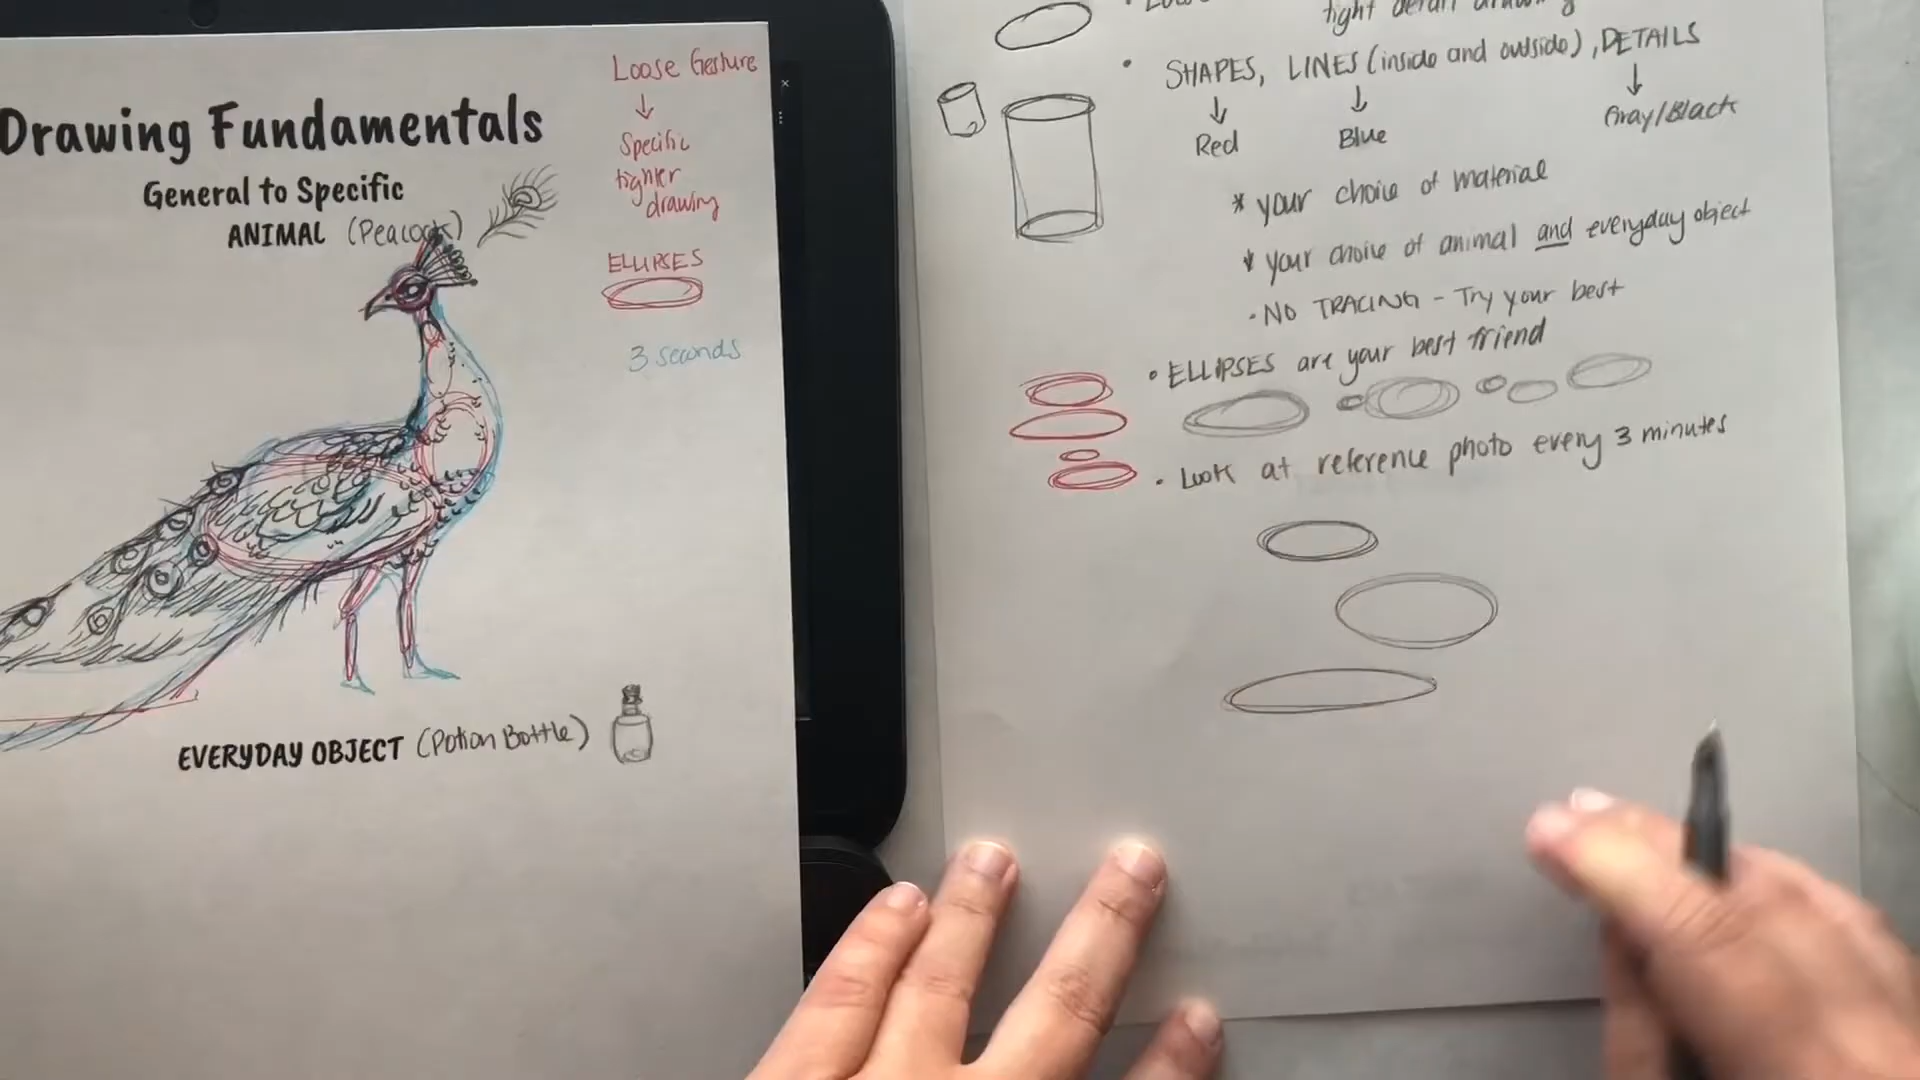 Drawing Fundamentals
General to Specific
ANIMAL (Peacock)
Loose Gesture
↓
Specific
tighter
drawing
ELLIPSES
3 seconds
EVERYDAY OBJECT (Potion Bottle)
tight detail drawing
• SHAPES, LINES (inside and outside), DETAILS
↓ ↓ ↓
Red Blue Gray/Black
* your choice of material
* your choice of animal and everyday object
• NO TRACING - Try your best
• ELLIPSES are your best friend
• Look at reference photo every 3 minutes